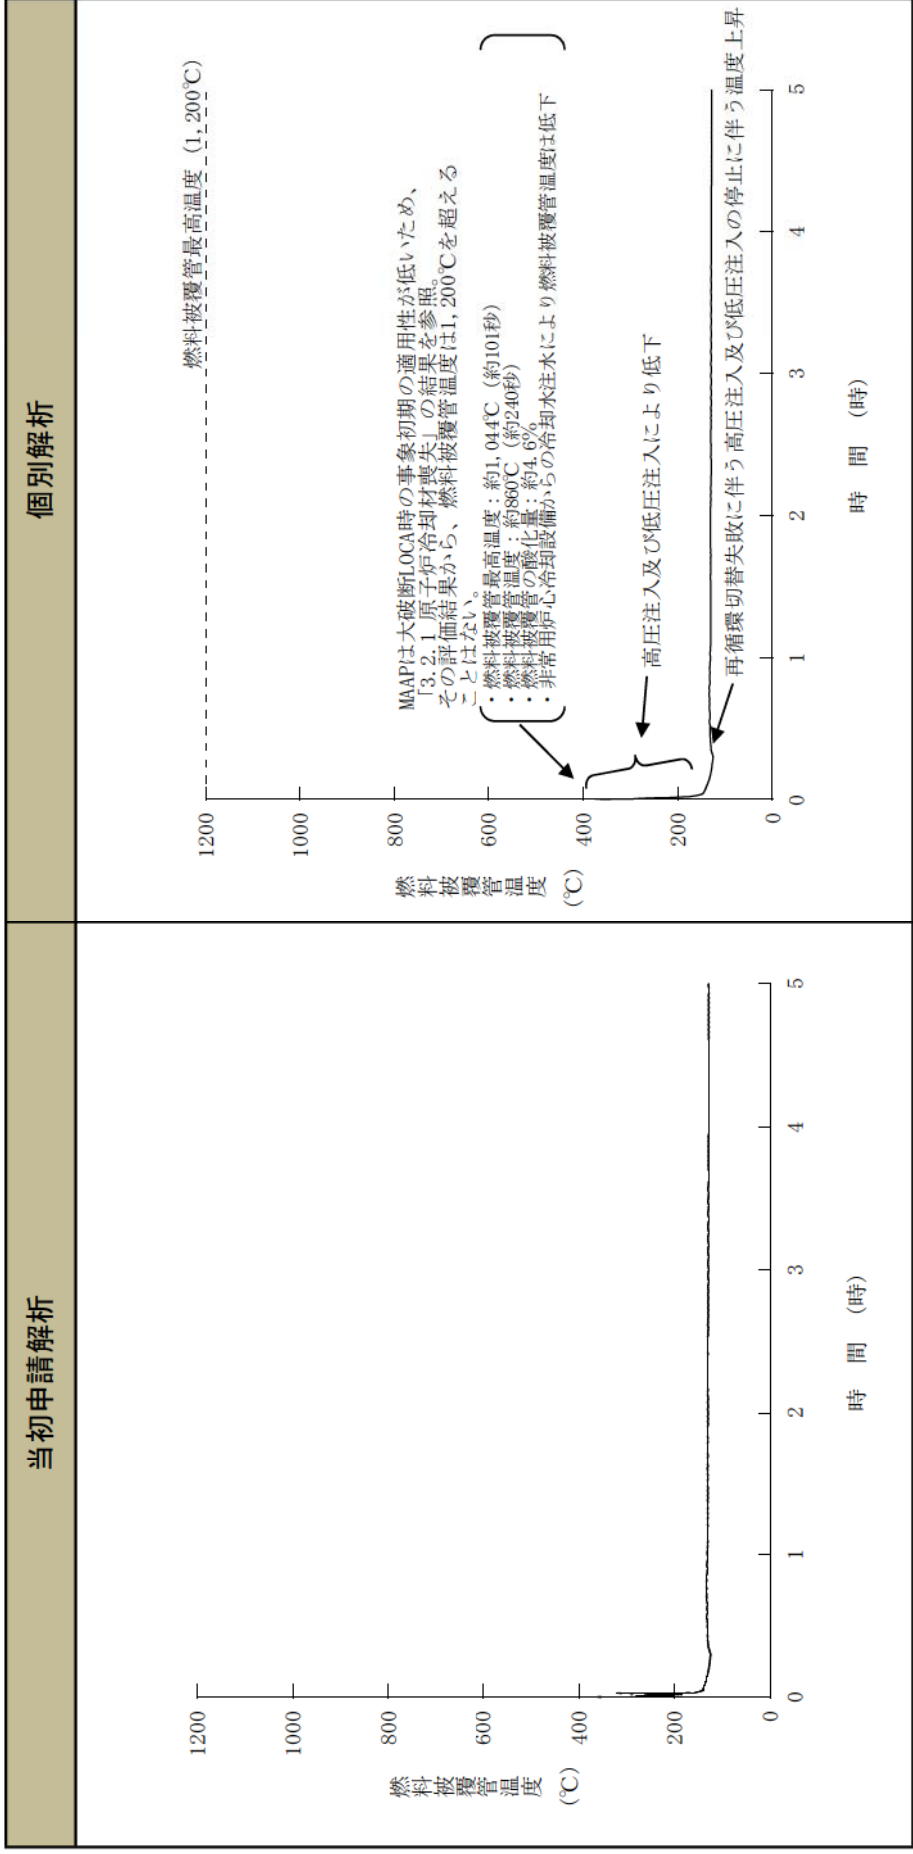 当初申請解析
燃料被覆管温度
(℃)
1200
1000
800
600
400
200
0
0
1
2
3
4
5
時 間 (時)
個別解析
燃料被覆管温度
(℃)
1200
1000
800
600
400
200
0
燃料被覆管最高温度 (1,200℃)
MAAPは大破断LOCA時の事象初期の適用性が低いため、
「3.2.1 原子炉冷却材喪失」の結果を参照。
その評価結果から、燃料被覆管温度は1,200℃を超える
ことはない。
・燃料被覆管最高温度：約1,044℃ (約101秒)
・燃料被覆管温度：約860℃ (約240秒)
・燃料被覆管の酸化量：約4.6%
・非常用炉心冷却設備からの冷却水注水により燃料被覆管温度は低下
高圧注入及び低圧注入により低下
再循環切替失敗に伴う高圧注入及び低圧注入の停止に伴う温度上昇
0
1
2
3
4
5
時 間 (時)